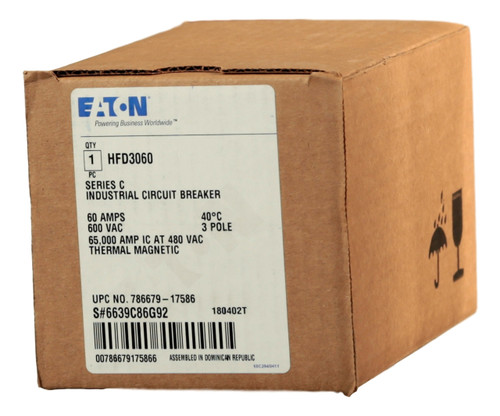 EATON
Powering Business Worldwide™
QTY
1 HFD3060
PC
SERIES C
INDUSTRIAL CIRCUIT BREAKER
60 AMPS 40°C
600 VAC 3 POLE
65,000 AMP IC AT 480 VAC
THERMAL MAGNETIC
UPC NO. 786679-17586
S#6639C86G92 180402T
00786679175866 ASSEMBLED IN DOMINICAN REPUBLIC